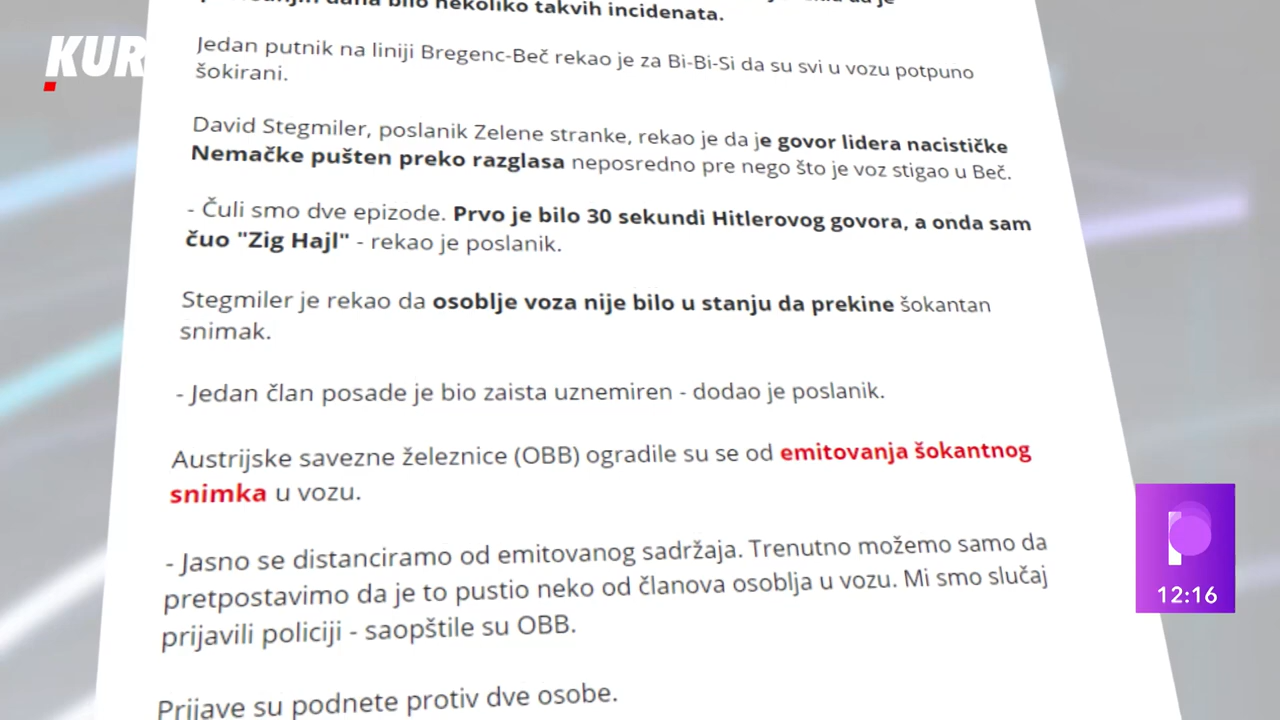 bilo nekoliko takvih incidenata.
KUR
Jedan putnik na liniji Bregenc-Beč rekao je za Bi-Bi-Si da su svi u vozu potpuno
šokirani.
David Stegmiler, poslanik Zelene stranke, rekao je da je govor lidera nacističke
Nemačke pušten preko razglasa neposredno pre nego što je voz stigao u Beč.
- Čuli smo dve epizode. Prvo je bilo 30 sekundi Hitlerovog govora, a onda sam
čuo "Zig Hajl" - rekao je poslanik.
Stegmiler je rekao da osoblje voza nije bilo u stanju da prekine šokantan
snimak.
- Jedan član posade je bio zaista uznemiren - dodao je poslanik.
Austrijske savezne železnice (OBB) ogradile su se od emitovanja šokantnog
snimka u vozu.
- Jasno se distanciramo od emitovanog sadržaja. Trenutno možemo samo da
pretpostavimo da je to pustio neko od članova osoblja u vozu. Mi smo slučaj
prijavili policiji - saopštile su OBB.
12:16
Prijave su podnete protiv dve osobe.